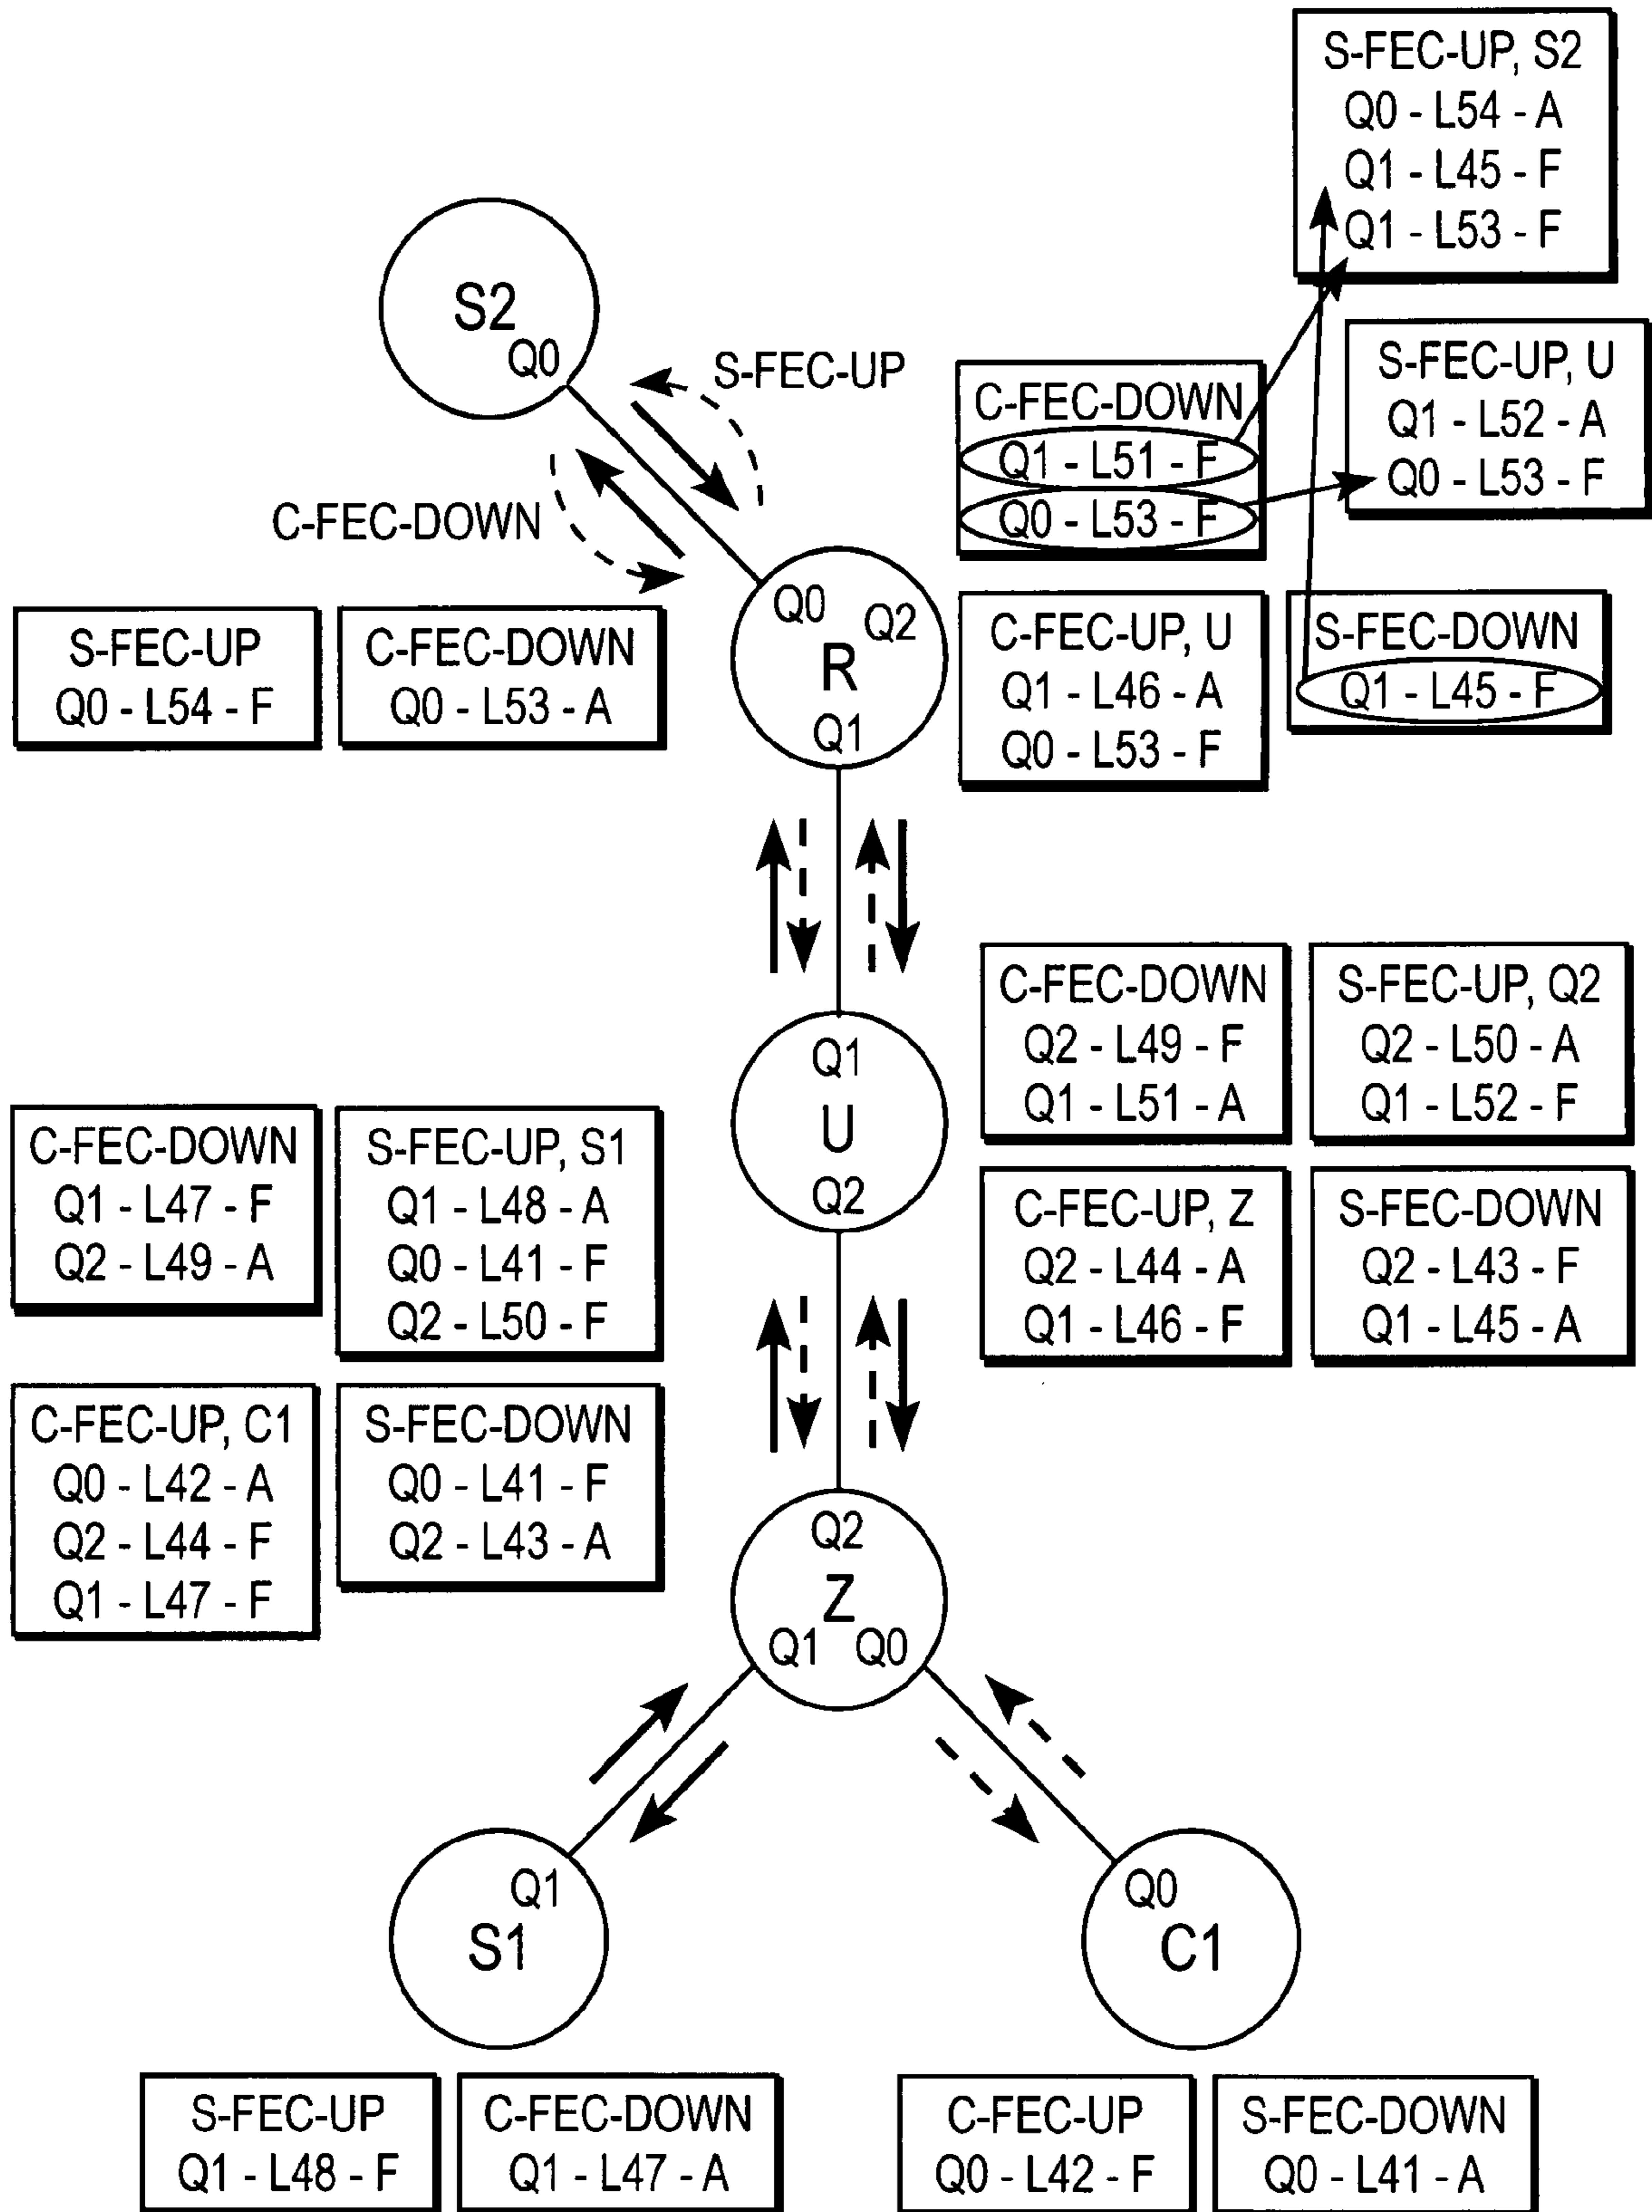 S-FEC-UP, S2
Q0 - L54 - A
Q1 - L45 - F
Q1 - L53 - F
S2
Q0
S-FEC-UP
C-FEC-DOWN
C-FEC-DOWN
Q1 - L51 - F
Q0 - L53 - F
S-FEC-UP, U
Q1 - L52 - A
Q0 - L53 - F
S-FEC-UP
Q0 - L54 - F
C-FEC-DOWN
Q0 - L53 - A
Q0
Q2
R
Q1
C-FEC-UP, U
Q1 - L46 - A
Q0 - L53 - F
S-FEC-DOWN
Q1 - L45 - F
C-FEC-DOWN
Q2 - L49 - F
Q1 - L51 - A
S-FEC-UP, Q2
Q2 - L50 - A
Q1 - L52 - F
Q1
U
Q2
C-FEC-DOWN
Q1 - L47 - F
Q2 - L49 - A
S-FEC-UP, S1
Q1 - L48 - A
Q0 - L41 - F
Q2 - L50 - F
C-FEC-UP, Z
Q2 - L44 - A
Q1 - L46 - F
S-FEC-DOWN
Q2 - L43 - F
Q1 - L45 - A
C-FEC-UP, C1
Q0 - L42 - A
Q2 - L44 - F
Q1 - L47 - F
S-FEC-DOWN
Q0 - L41 - F
Q2 - L43 - A
Q2
Z
Q1 Q0
Q1
S1
Q0
C1
S-FEC-UP
Q1 - L48 - F
C-FEC-DOWN
Q1 - L47 - A
C-FEC-UP
Q0 - L42 - F
S-FEC-DOWN
Q0 - L41 - A